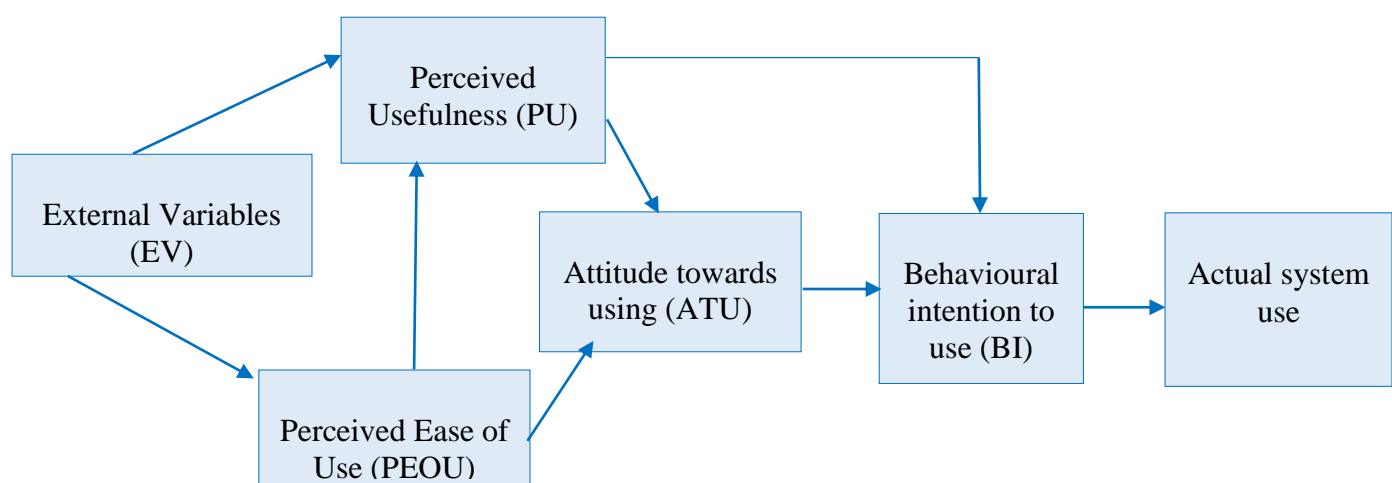 Perceived
Usefulness (PU)
External Variables
(EV)
Attitude towards
using (ATU)
Behavioural
intention to
use (BI)
Actual system
use
Perceived Ease of
Use (PEOU)